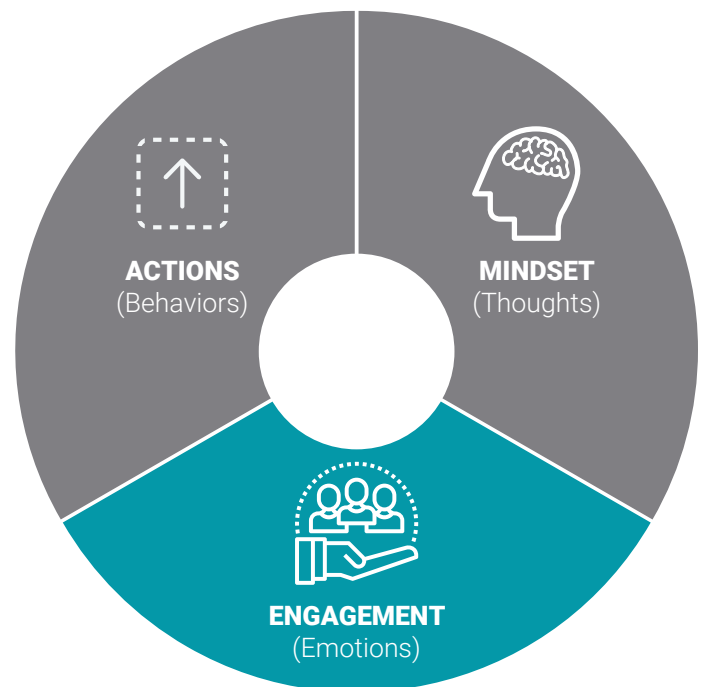 ACTIONS
(Behaviors)
MINDSET
(Thoughts)
ENGAGEMENT
(Emotions)